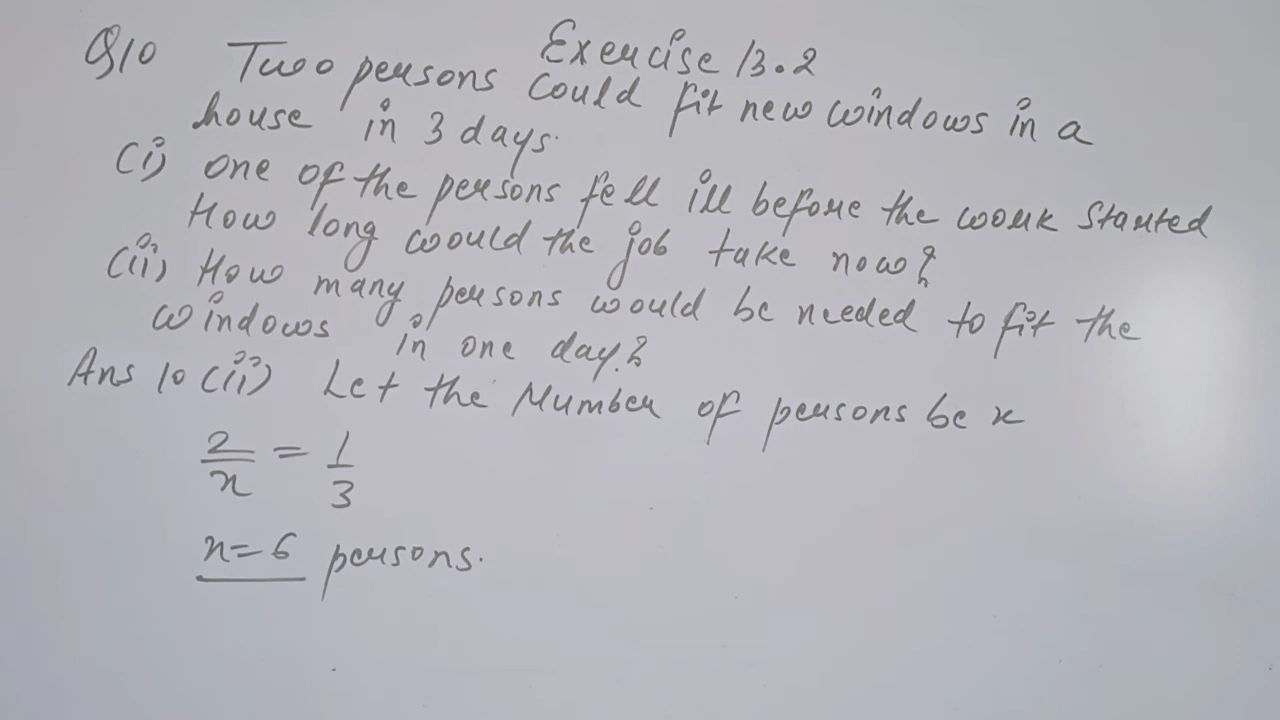 Exercise 13.2
Q10 Two persons could fit new windows in a
house in 3 days.
(i) one of the persons fell ill before the work started
How long would the job take now?
(ii) How many persons would be needed to fit the
windows in one day?
Ans 10 (ii) Let the Number of persons be x
2/x = 1/3
x=6 persons.